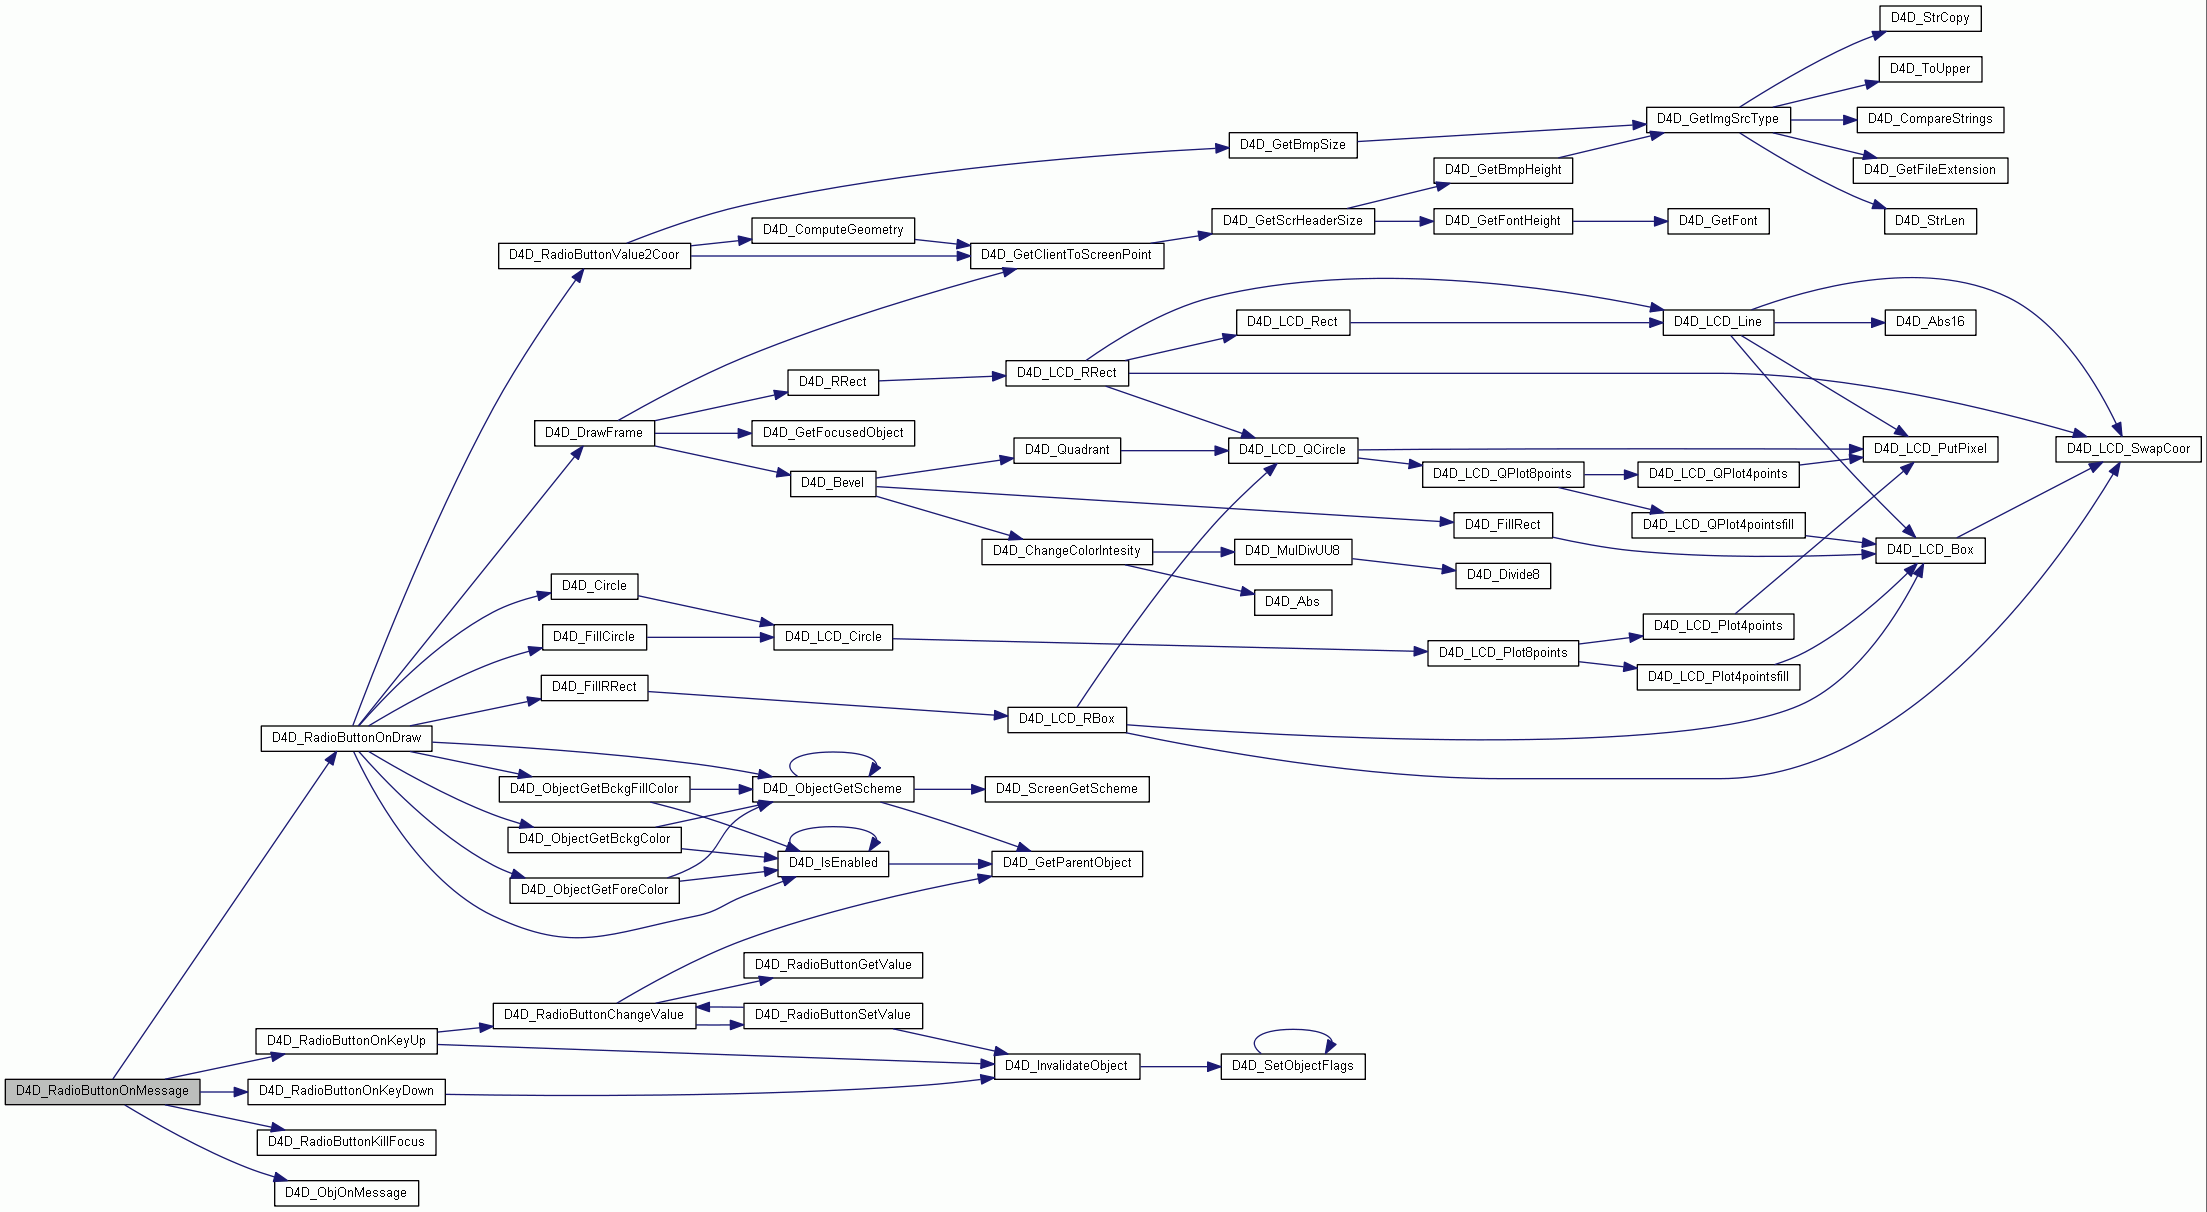 D4D_StrCopy
D4D_ToUpper
D4D_GetImgSrcType
D4D_CompareStrings
D4D_GetBmpSize
D4D_GetBmpHeight
D4D_GetFileExtension
D4D_ComputeGeometry
D4D_GetScrHeaderSize
D4D_GetFontHeight
D4D_GetFont
D4D_StrLen
D4D_RadioButtonValue2Coor
D4D_GetClientToScreenPoint
D4D_LCD_Rect
D4D_LCD_Line
D4D_Abs16
D4D_RRect
D4D_LCD_RRect
D4D_DrawFrame
D4D_GetFocusedObject
D4D_Quadrant
D4D_LCD_QCircle
D4D_LCD_PutPixel
D4D_LCD_SwapCoor
D4D_Bevel
D4D_LCD_QPlot8points
D4D_LCD_QPlot4points
D4D_FillRect
D4D_LCD_QPlot4pointsfill
D4D_ChangeColorIntesity
D4D_MulDivUU8
D4D_LCD_Box
D4D_Divide8
D4D_Circle
D4D_Abs
D4D_FillCircle
D4D_LCD_Circle
D4D_LCD_Plot4points
D4D_LCD_Plot8points
D4D_LCD_Plot4pointsfill
D4D_FillRRect
D4D_LCD_RBox
D4D_RadioButtonOnDraw
D4D_ObjectGetBckgFillColor
D4D_ObjectGetScheme
D4D_ScreenGetScheme
D4D_ObjectGetBckgColor
D4D_IsEnabled
D4D_GetParentObject
D4D_ObjectGetForeColor
D4D_RadioButtonGetValue
D4D_RadioButtonChangeValue
D4D_RadioButtonSetValue
D4D_RadioButtonOnKeyUp
D4D_InvalidateObject
D4D_SetObjectFlags
D4D_RadioButtonOnMessage
D4D_RadioButtonOnKeyDown
D4D_RadioButtonKillFocus
D4D_ObjOnMessage